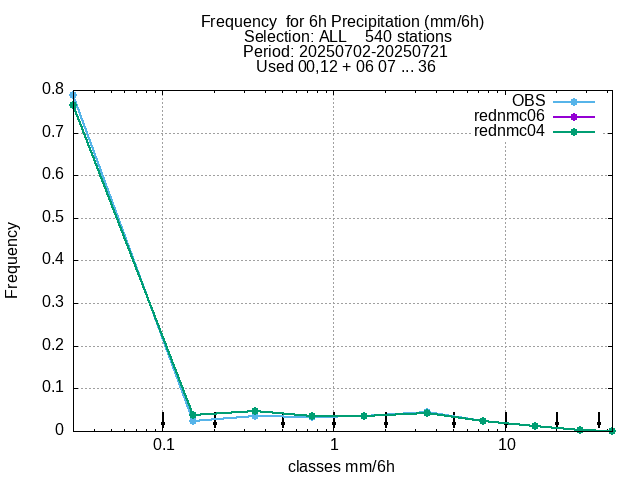 Frequency  for 6h Precipitation (mm/6h)
Selection: ALL    540 stations
Period: 20250702-20250721
Used 00,12 + 06 07 ... 36
OBS
rednmc06
rednmc04
0.8
0.7
0.6
0.5
0.4
0.3
0.2
0.1
0
Frequency
0.1
1
10
classes mm/6h